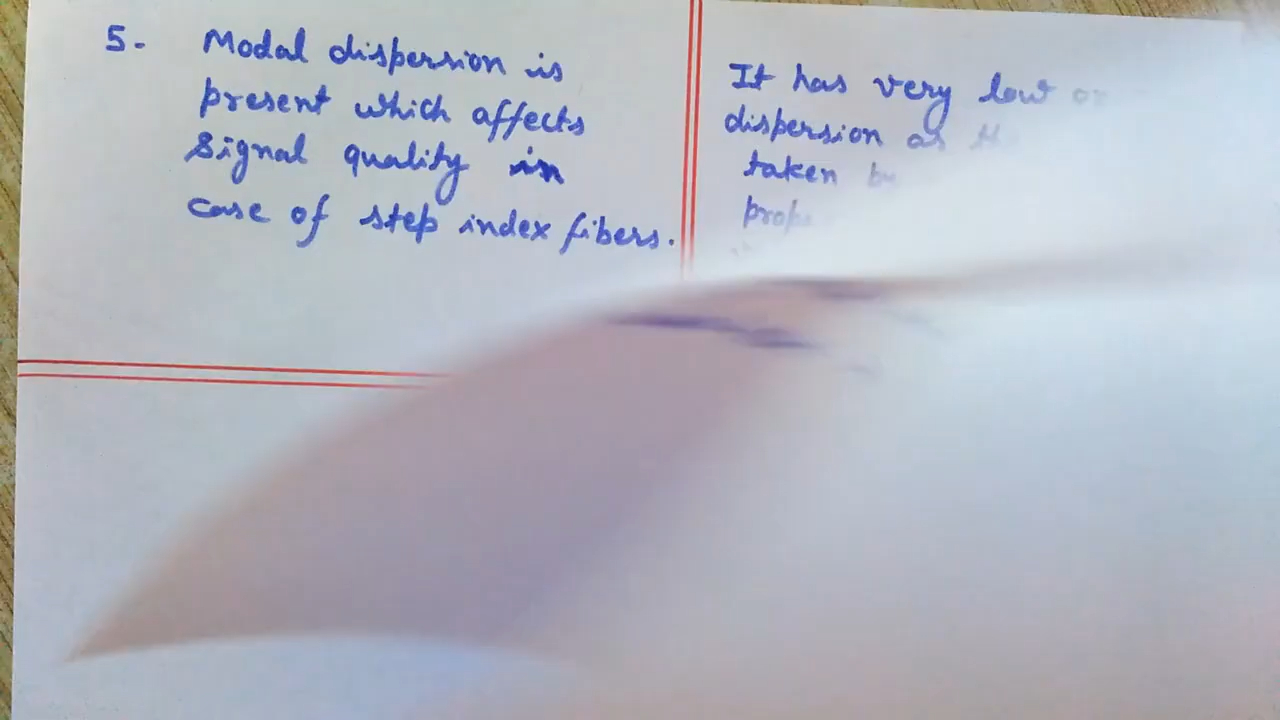 5. Modal dispersion is
present which affects
Signal quality in
case of step index fibers.
It has very low or
dispersion as
taken